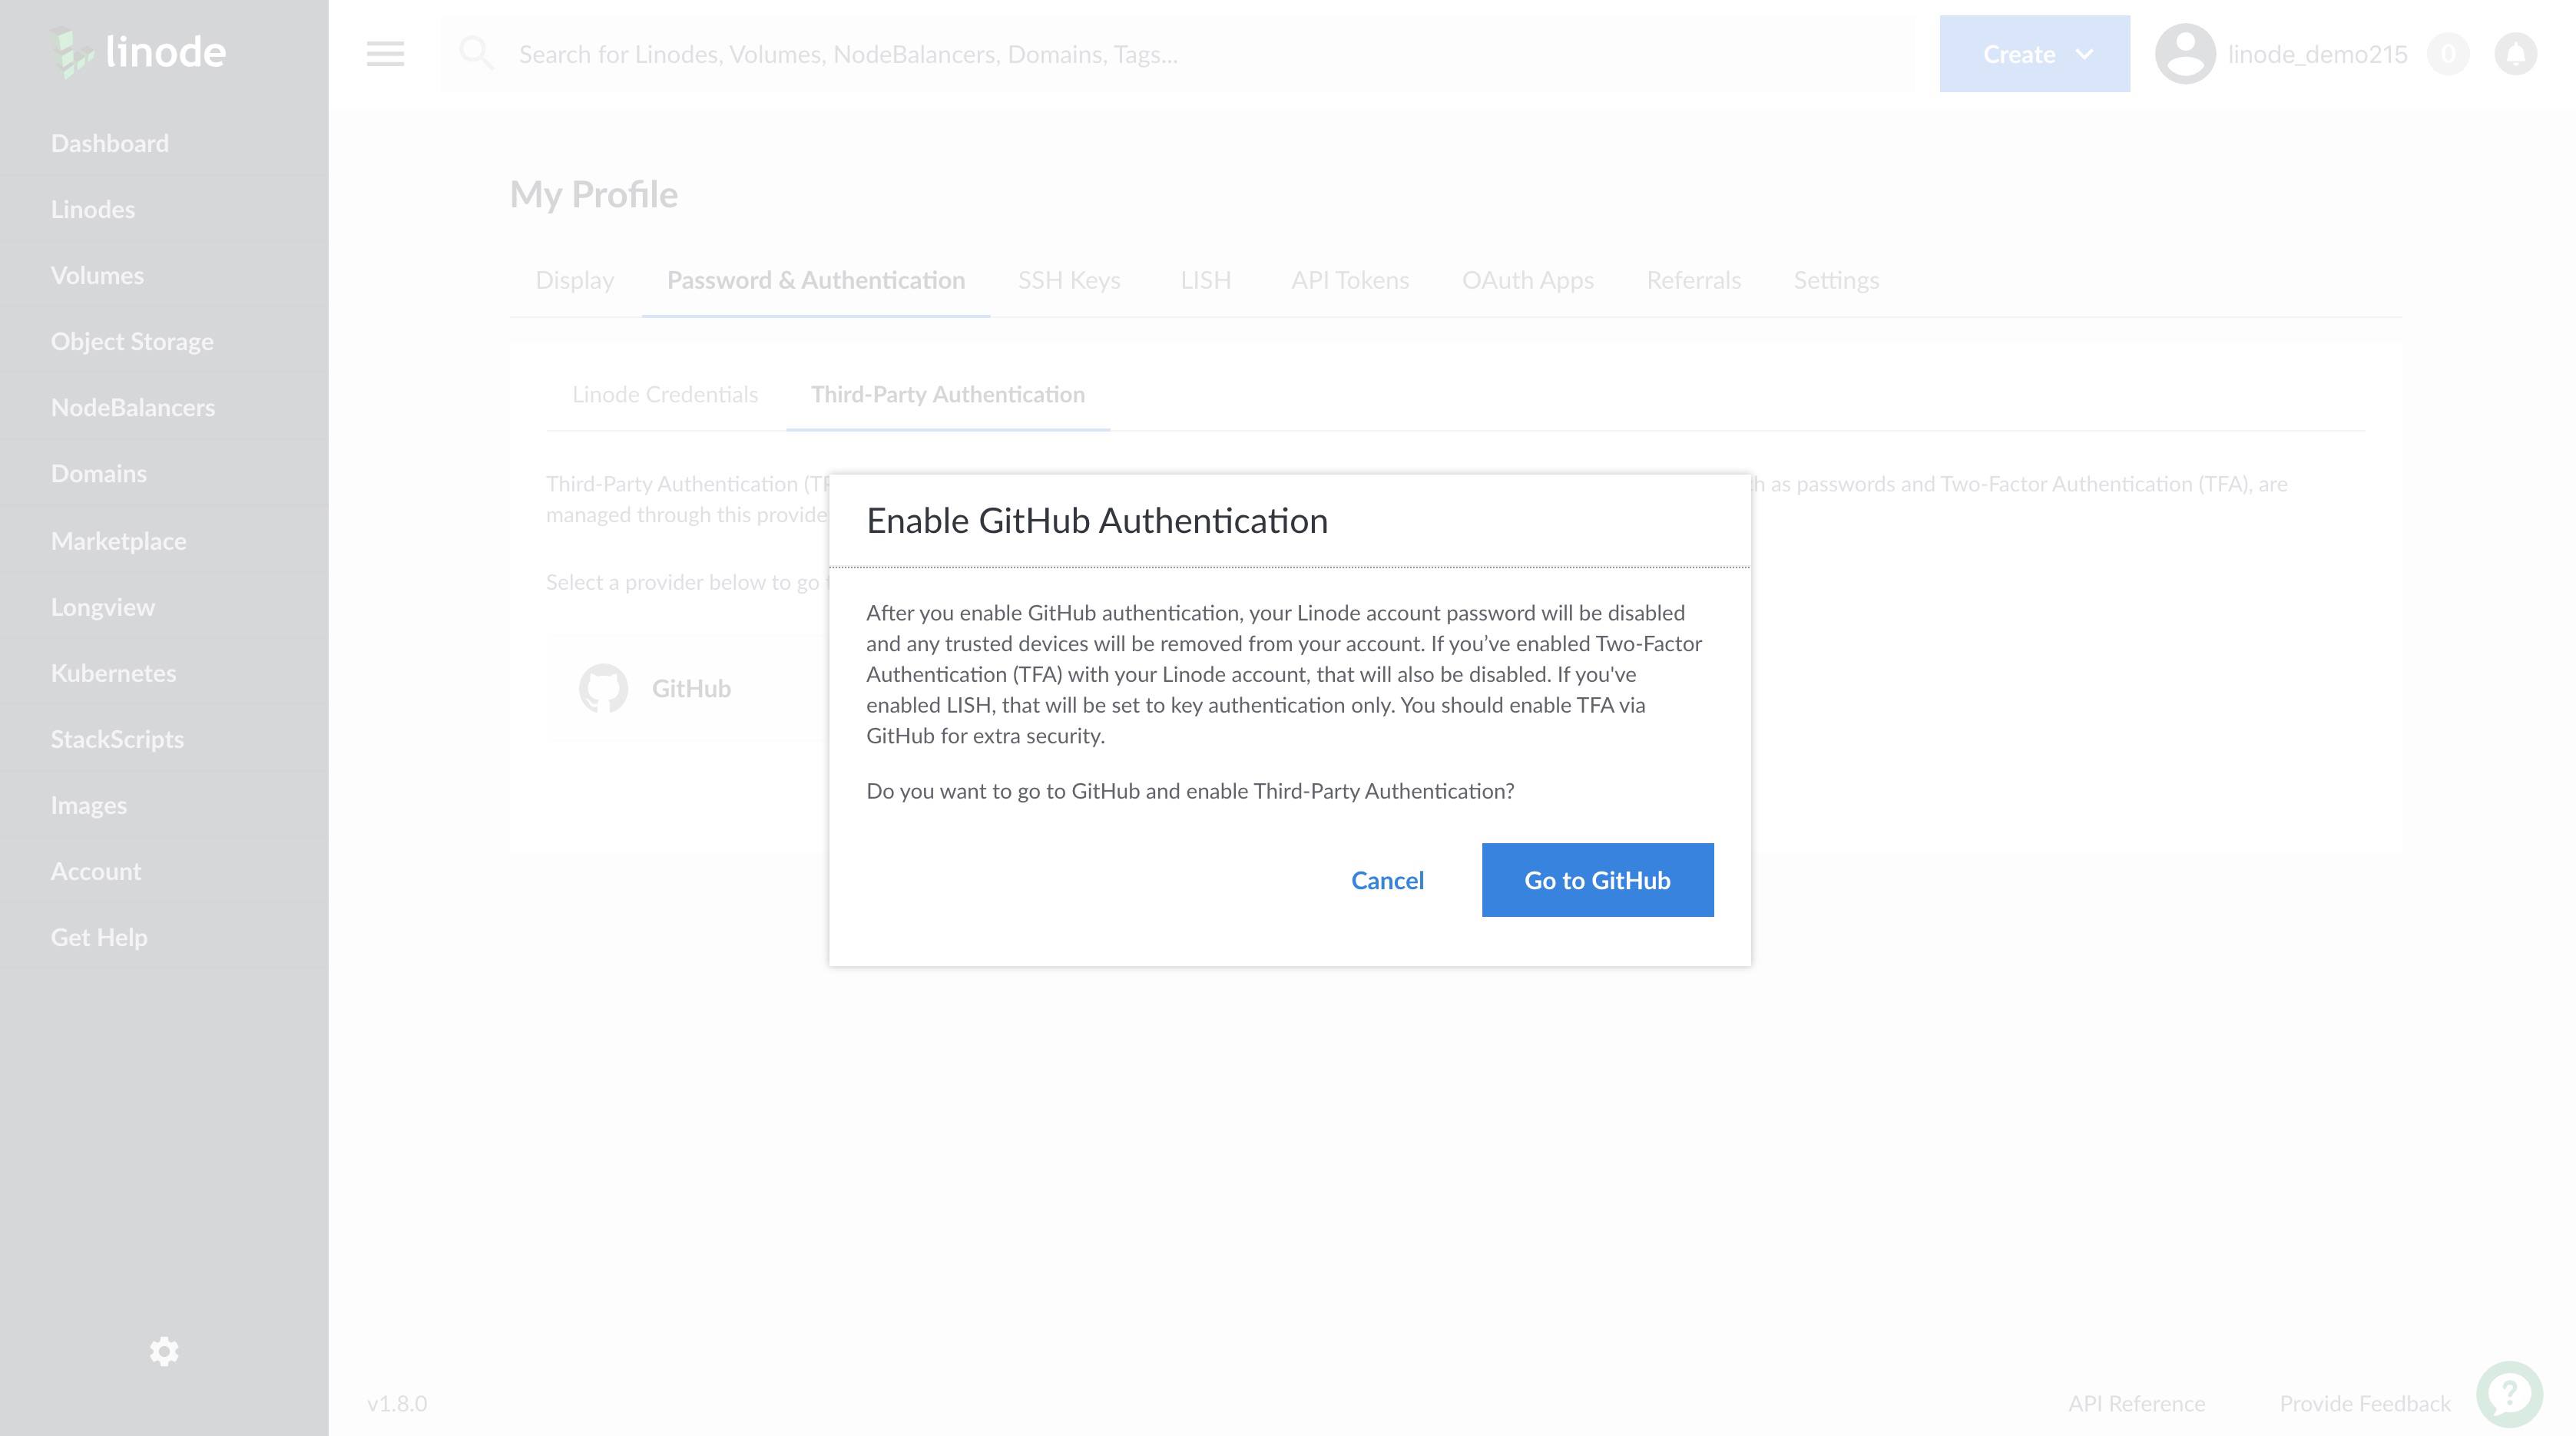 linode
Search for Linodes, Volumes, NodeBalancers, Domains, Tags...
Create
linode_demo215
0
Dashboard
Linodes
Volumes
Object Storage
NodeBalancers
Domains
Marketplace
Longview
Kubernetes
StackScripts
Images
Account
Get Help
My Profile
Display
Password & Authentication
SSH Keys
LISH
API Tokens
OAuth Apps
Referrals
Settings
Linode Credentials
Third-Party Authentication
Third-Party Authentication
as passwords and Two-Factor Authentication (TFA), are
managed through this
Select a provider below to go
GitHub
Enable GitHub Authentication
After you enable GitHub authentication, your Linode account password will be disabled
and any trusted devices will be removed from your account. If you’ve enabled Two-Factor
Authentication (TFA) with your Linode account, that will also be disabled. If you've
enabled LISH, that will be set to key authentication only. You should enable TFA via
GitHub for extra security.
Do you want to go to GitHub and enable Third-Party Authentication?
Cancel
Go to GitHub
v1.8.0
API Reference
Provide Feedback
?